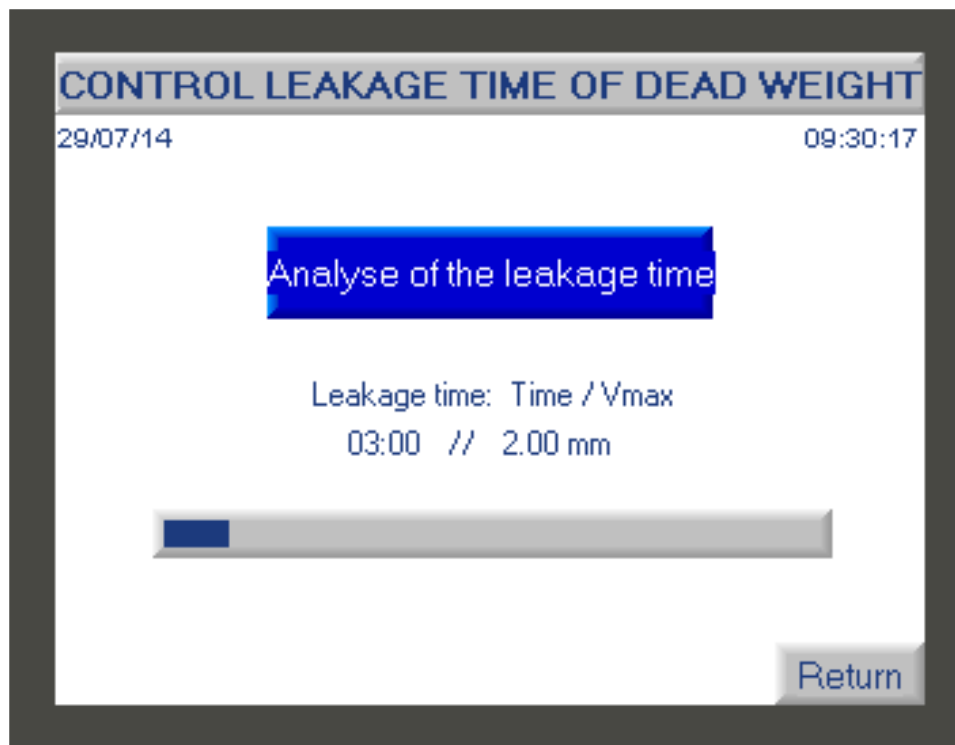 CONTROL LEAKAGE TIME OF DEAD WEIGHT
29/07/14 09:30:17
Analyse of the leakage time
Leakage time: Time / Vmax
03:00 // 2.00 mm
Return